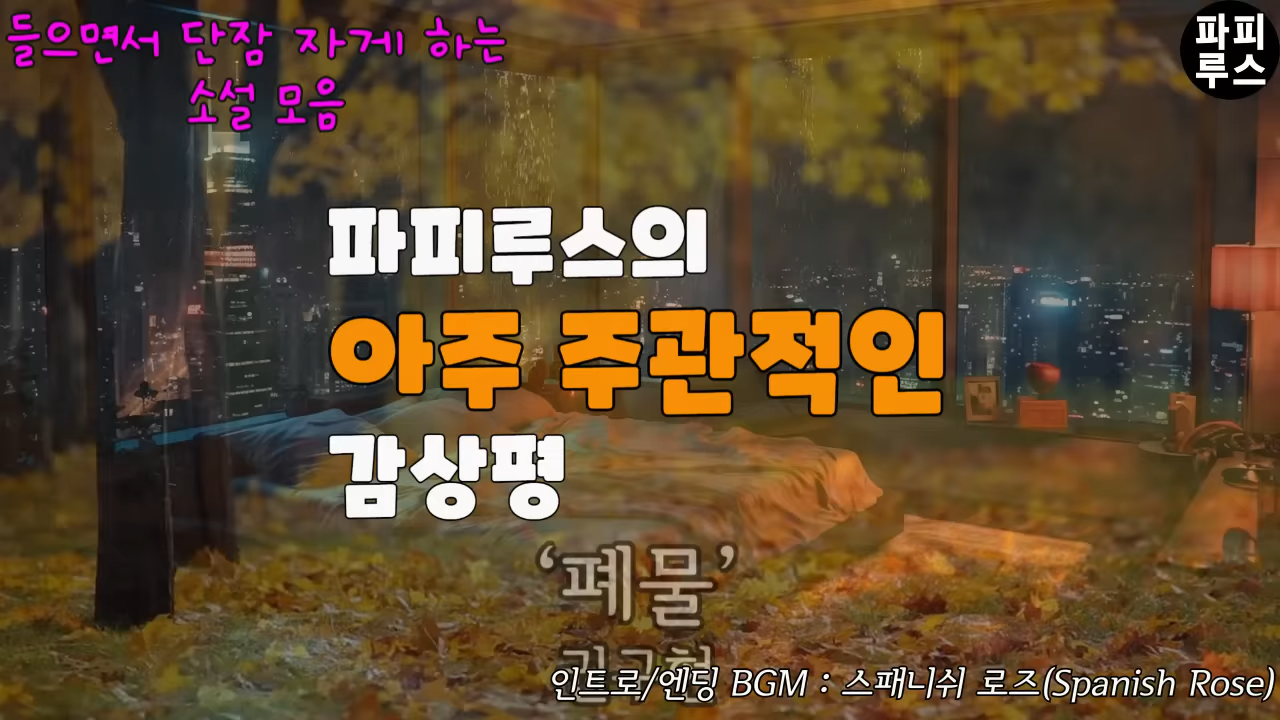 들으면서 단잠 자게 하는
소설 모음
파피
루스
파피루스의
아주 주관적인
감상평
‘폐물’
인트로/엔딩 BGM : 스패니쉬 로즈(Spanish Rose)